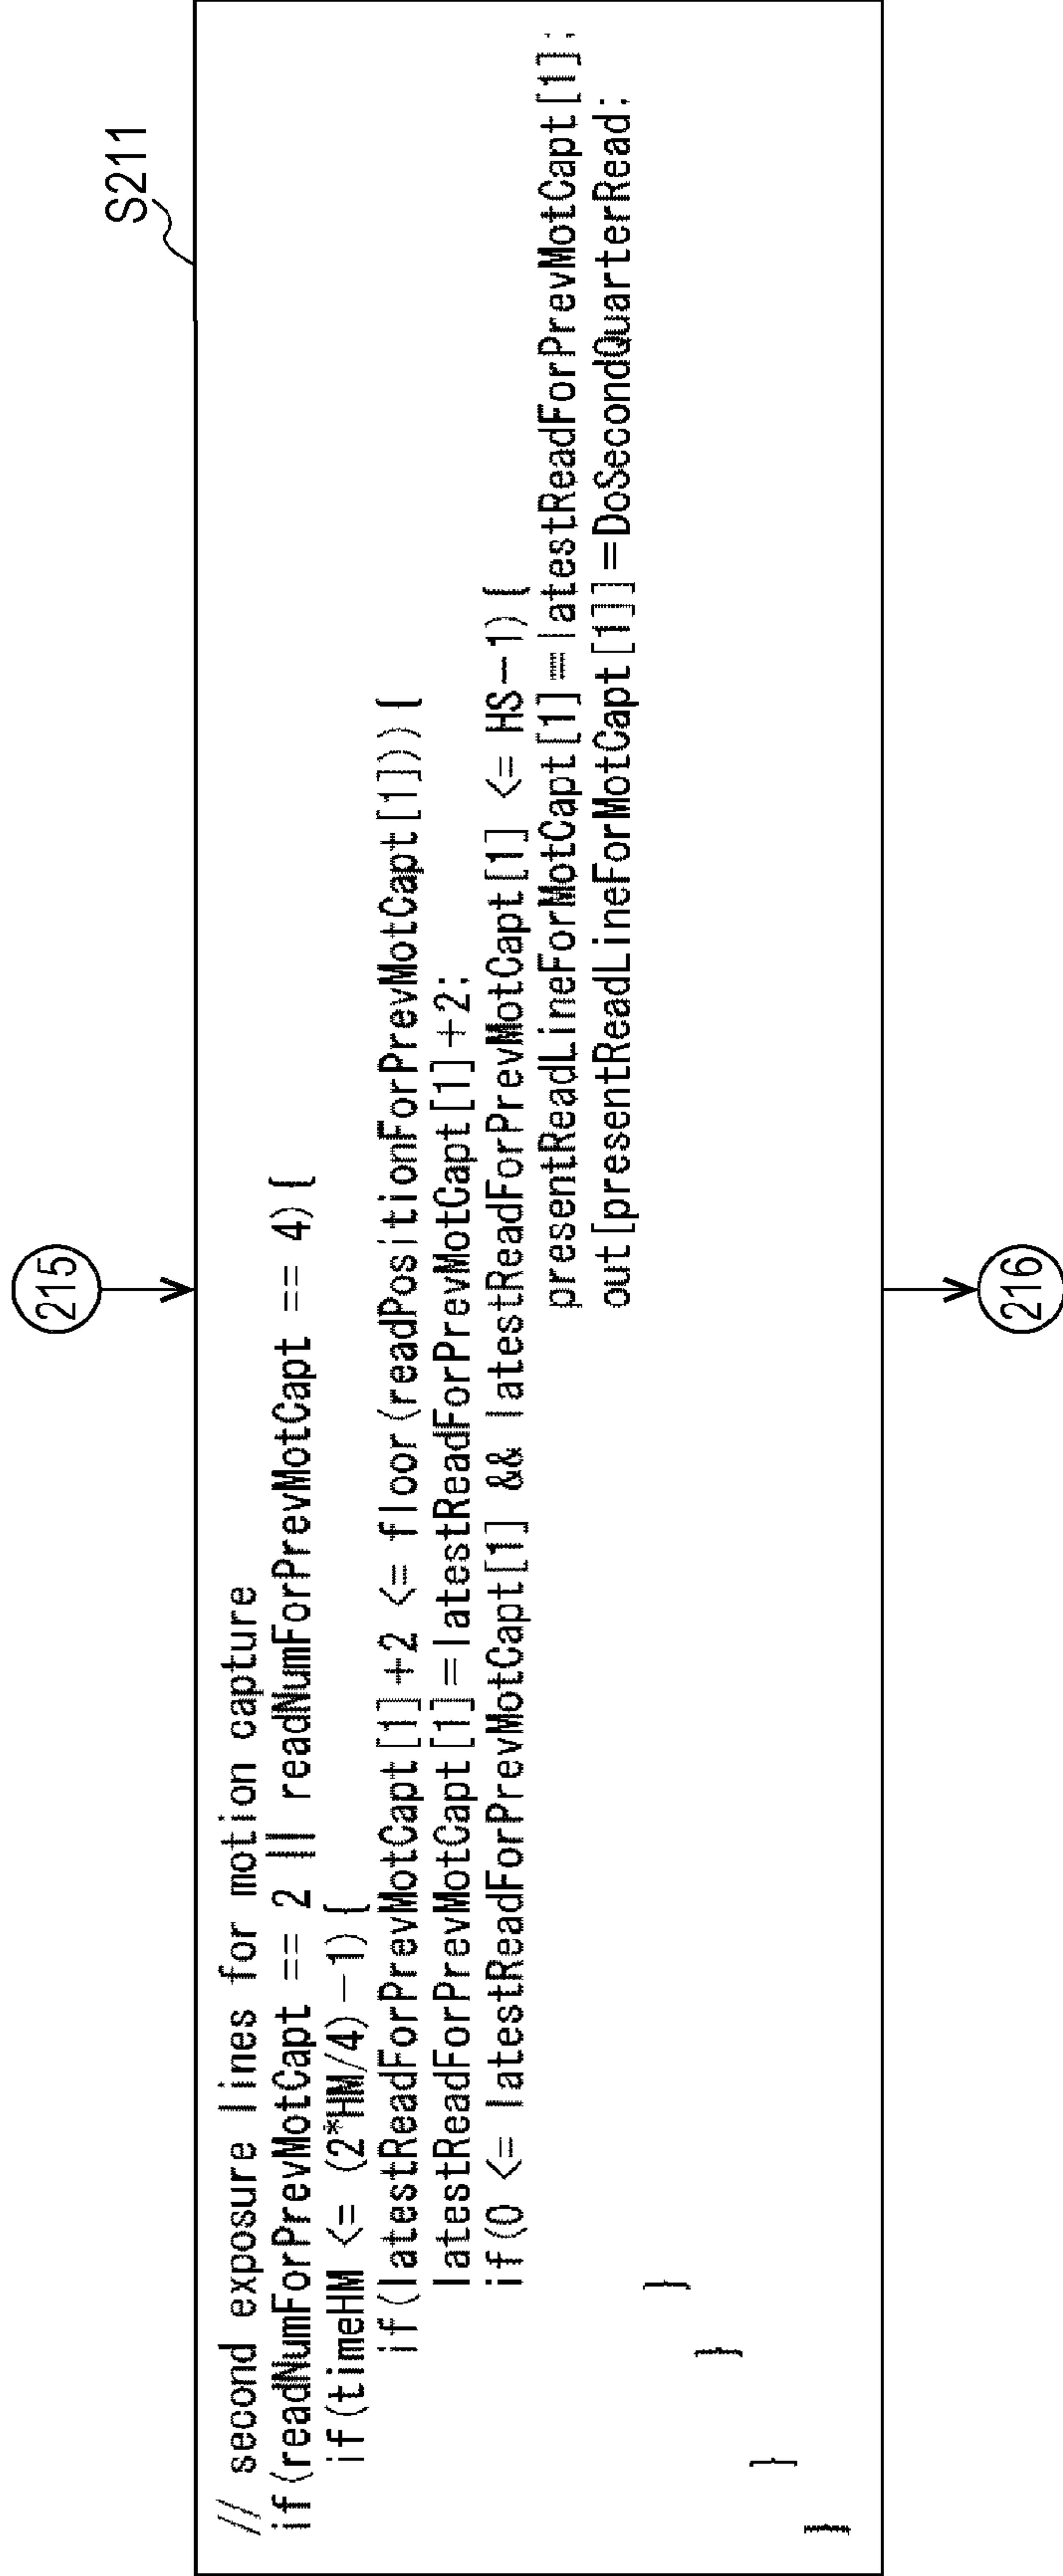 215
S211
// second exposure lines for motion capture
if(readNumForPrevMotCapt == 2 || readNumForPrevMotCapt == 4) {
if(timeHM <= (2*HM/4)-1) {
if(latestReadForPrevMotCapt[1]+2 <= floor(readPositionForPrevMotCapt[1])) {
latestReadForPrevMotCapt[1]=latestReadForPrevMotCapt[1]+2;
if(0 <= latestReadForPrevMotCapt[1] && latestReadForPrevMotCapt[1] <= HS-1) {
presentReadLineForMotCapt[1]=latestReadForPrevMotCapt[1];
out[presentReadLineForMotCapt[1]]=DoSecondQuarterRead;
}
}
}
}
216